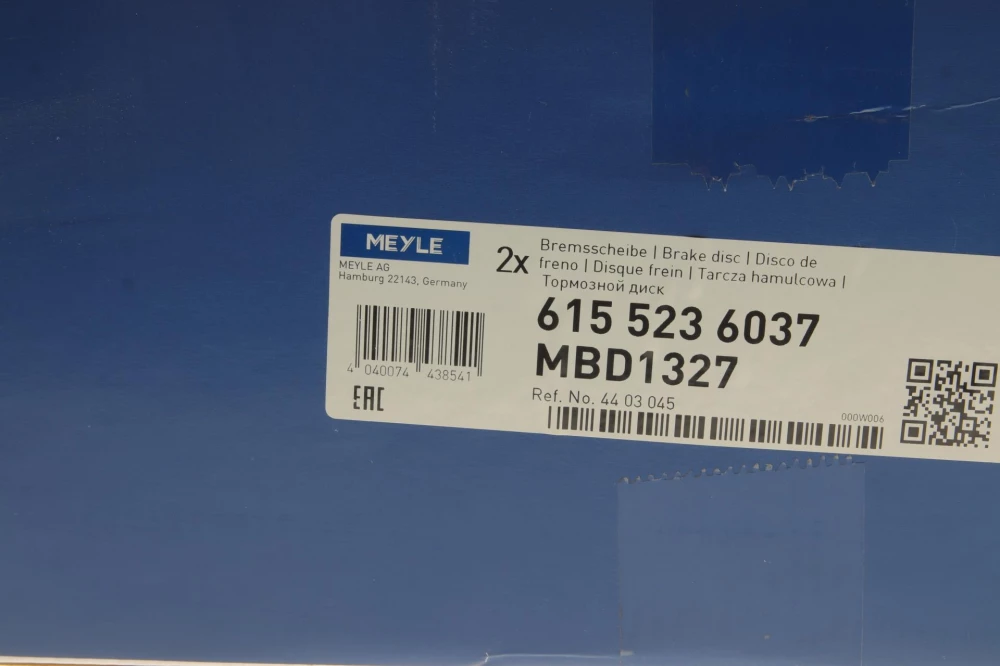 MEYLE
MEYLE AG
Hamburg 22143, Germany
4 040074 438541
EAC
2x
Bremsscheibe | Brake disc | Disco de
freno | Disque frein | Tarcza hamulcowa |
Тормозной диск
615 523 6037
MBD1327
Ref. No. 44 03 045
000W006